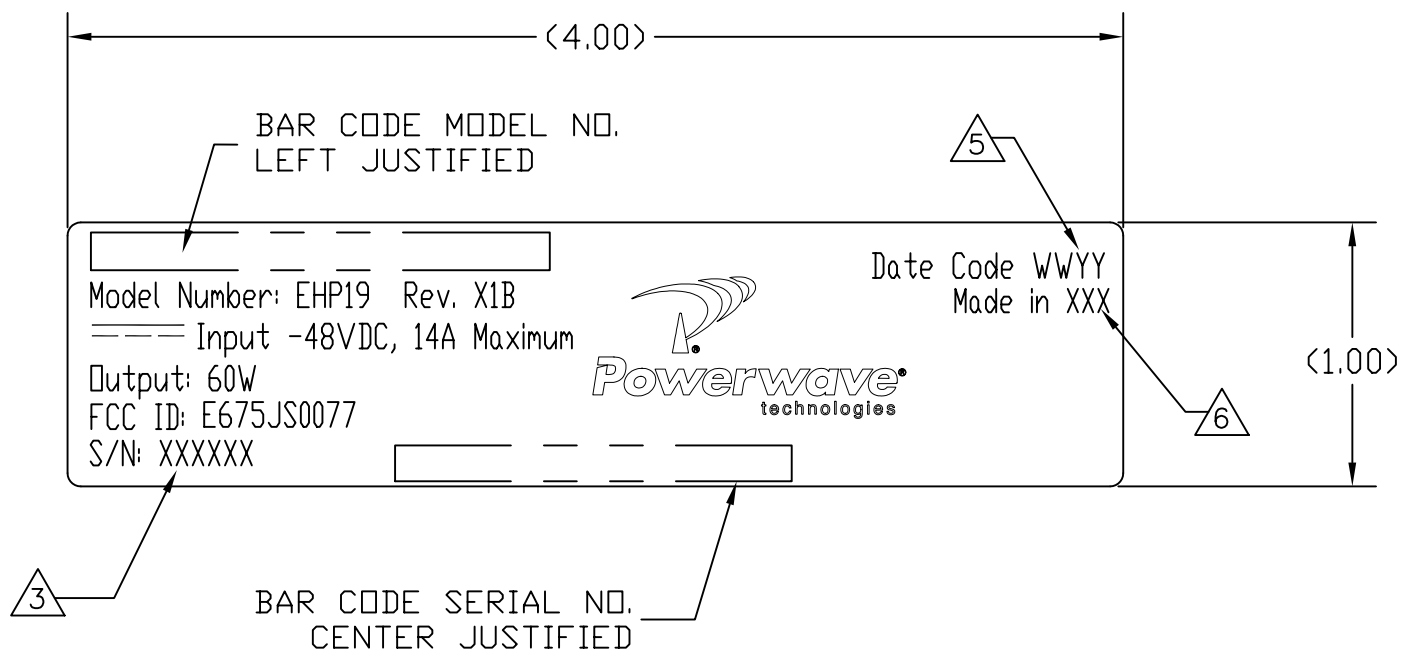 (4.00)
BAR CODE MODEL NO.
LEFT JUSTIFIED
5
Date Code WWYY
Made in XXX
Model Number: EHP19 Rev. X1B
Input -48VDC, 14A Maximum
Output: 60W
FCC ID: E675JS0077
S/N: XXXXXX
®
Powerwave®
technologies
(1.00)
6
3
BAR CODE SERIAL NO.
CENTER JUSTIFIED